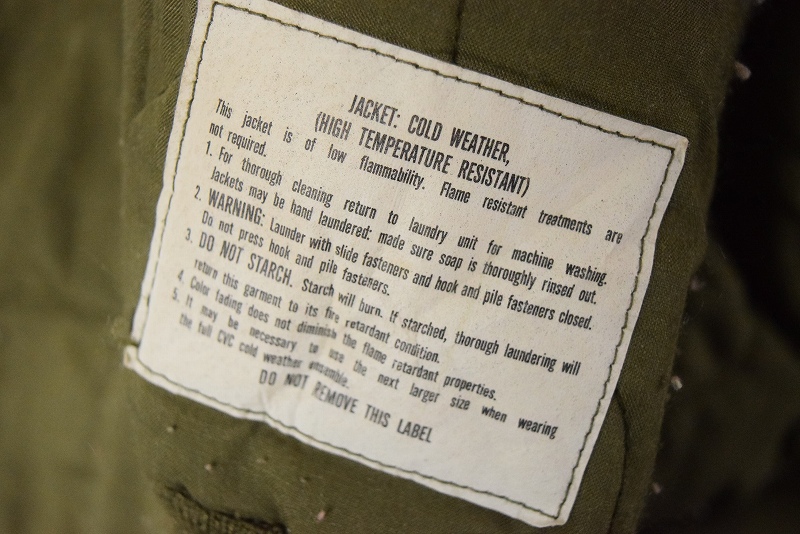 JACKET: COLD WEATHER,
(HIGH TEMPERATURE RESISTANT)
This jacket is of low flammability. Flame resistant treatments are
not required.
1. For thorough cleaning return to laundry unit for machine washing.
Jackets may be hand laundered; made sure soap is thoroughly rinsed out.
2. WARNING: Launder with slide fasteners and hook and pile fasteners closed.
Do not press hook and pile fasteners.
3. DO NOT STARCH. Starch will burn. If starched, thorough laundering will
return this garment to its fire retardant condition.
4. Color fading does not diminish the flame retardant properties.
5. It may be necessary to use the next larger size when wearing
the full CVC cold weather ensemble.
DO NOT REMOVE THIS LABEL